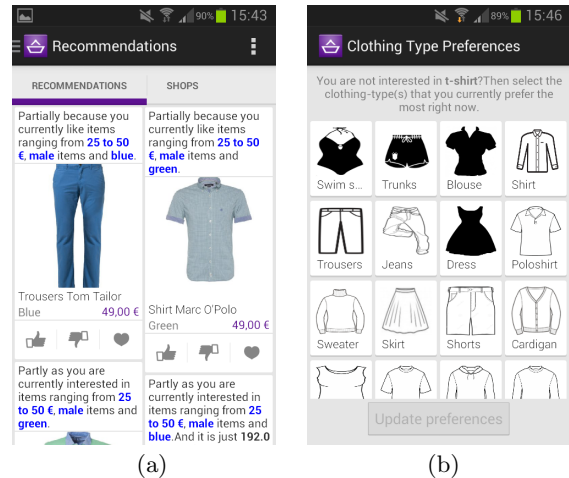 90% 15:43
Recommendations
RECOMMENDATIONS SHOPS
Partially because you
currently like items
ranging from 25 to 50
€, male items and blue.
Trousers Tom Tailor
Blue 49,00 €
Partly as you are
currently interested in
items ranging from 25
to 50 €, male items and
green.
Partially because you
currently like items
ranging from 25 to 50
€, male items and
green.
Shirt Marc O'Polo
Green 49,00 €
Partly as you are
currently interested in
items ranging from 25
to 50 €, male items and
blue.And it is just 192.0
(a)
89% 15:46
Clothing Type Preferences
You are not interested in t-shirt?Then select the
clothing-type(s) that you currently prefer the
most right now.
Swim s... Trunks Blouse Shirt
Trousers Jeans Dress Poloshirt
Sweater Skirt Shorts Cardigan
Update preferences
(b)